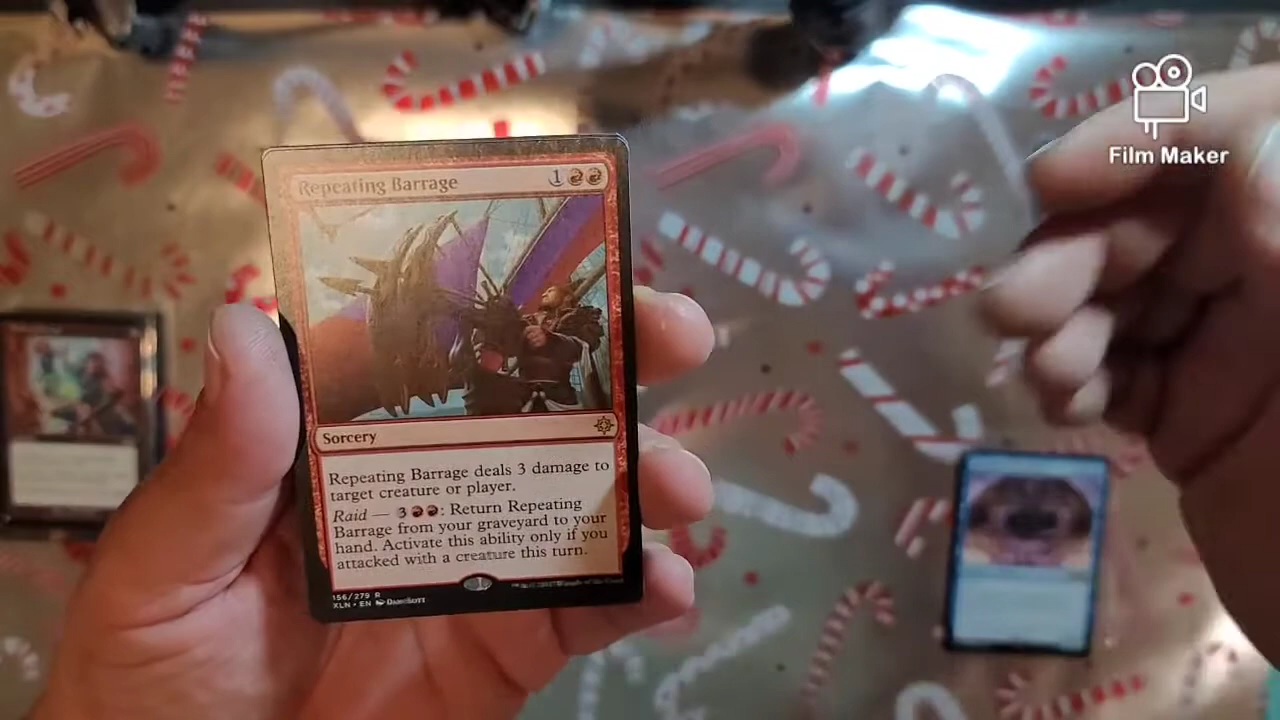 Film Maker
Repeating Barrage 1
Sorcery
Repeating Barrage deals 3 damage to
target creature or player.
Raid — 3: Return Repeating
Barrage from your graveyard to your
hand. Activate this ability only if you
attacked with a creature this turn.
156/279 R
XLN • EN